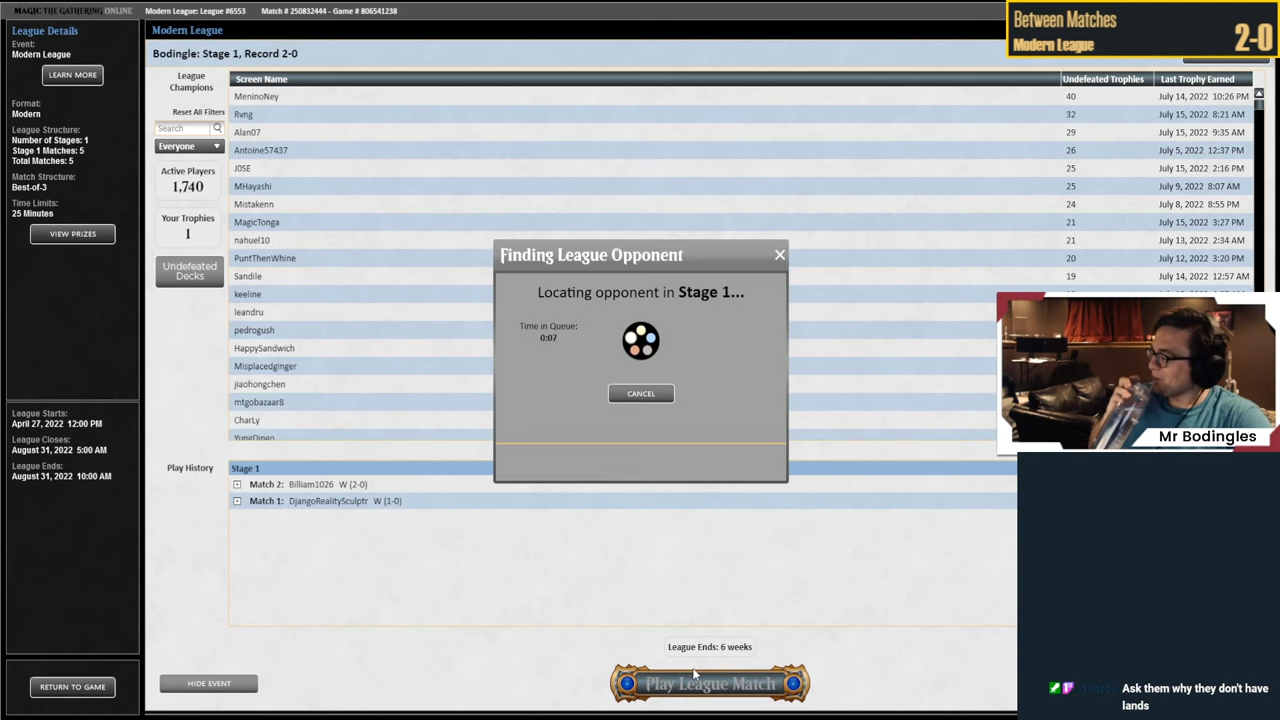 MAGIC THE GATHERING ONLINE
Modern League: League #6553
Match # 250832444 - Game # 806541238
League Details
Event:
Modern League
LEARN MORE
Format:
Modern
League Structure:
Number of Stages: 1
Stage 1 Matches: 5
Total Matches: 5
Match Structure:
Best-of-3
Time Limits:
25 Minutes
VIEW PRIZES
League Starts:
April 27, 2022 12:00 PM
League Closes:
August 31, 2022 5:00 AM
League Ends:
August 31, 2022 10:00 AM
RETURN TO GAME
Modern League
Bodingle: Stage 1, Record 2-0
League Champions
Reset All Filters
Search
Everyone
Active Players
1,740
Your Trophies
1
Undefeated Decks
Screen Name Undefeated Trophies Last Trophy Earned
MeninoNey 40 July 14, 2022 10:26 PM
Rvng 32 July 15, 2022 8:21 AM
Alan07 29 July 15, 2022 9:35 AM
Antoine57437 26 July 5, 2022 12:37 PM
J0SE 25 July 15, 2022 2:16 PM
MHayashi 25 July 9, 2022 8:07 AM
Mistakenn 24 July 8, 2022 8:55 PM
MagicTonga 21 July 15, 2022 3:27 PM
nahuel10 21 July 13, 2022 2:34 AM
PuntThenWhine 20 July 12, 2022 3:20 PM
Sandile 19 July 14, 2022 12:57 AM
keeline
leandru
pedrogush
HappySandwich
Misplacedginger
jiaohongchen
mtgobazaar8
CharLy
YungDingo
Finding League Opponent
Locating opponent in Stage 1...
Time in Queue:
0:07
CANCEL
Play History
Stage 1
Match 2: Billiam1026 W (2-0)
Match 1: DjangoRealitySculptr W (1-0)
League Ends: 6 weeks
HIDE EVENT
Play League Match
Between Matches
Modern League
2-0
Mr Bodingles
Ask them why they don't have
lands